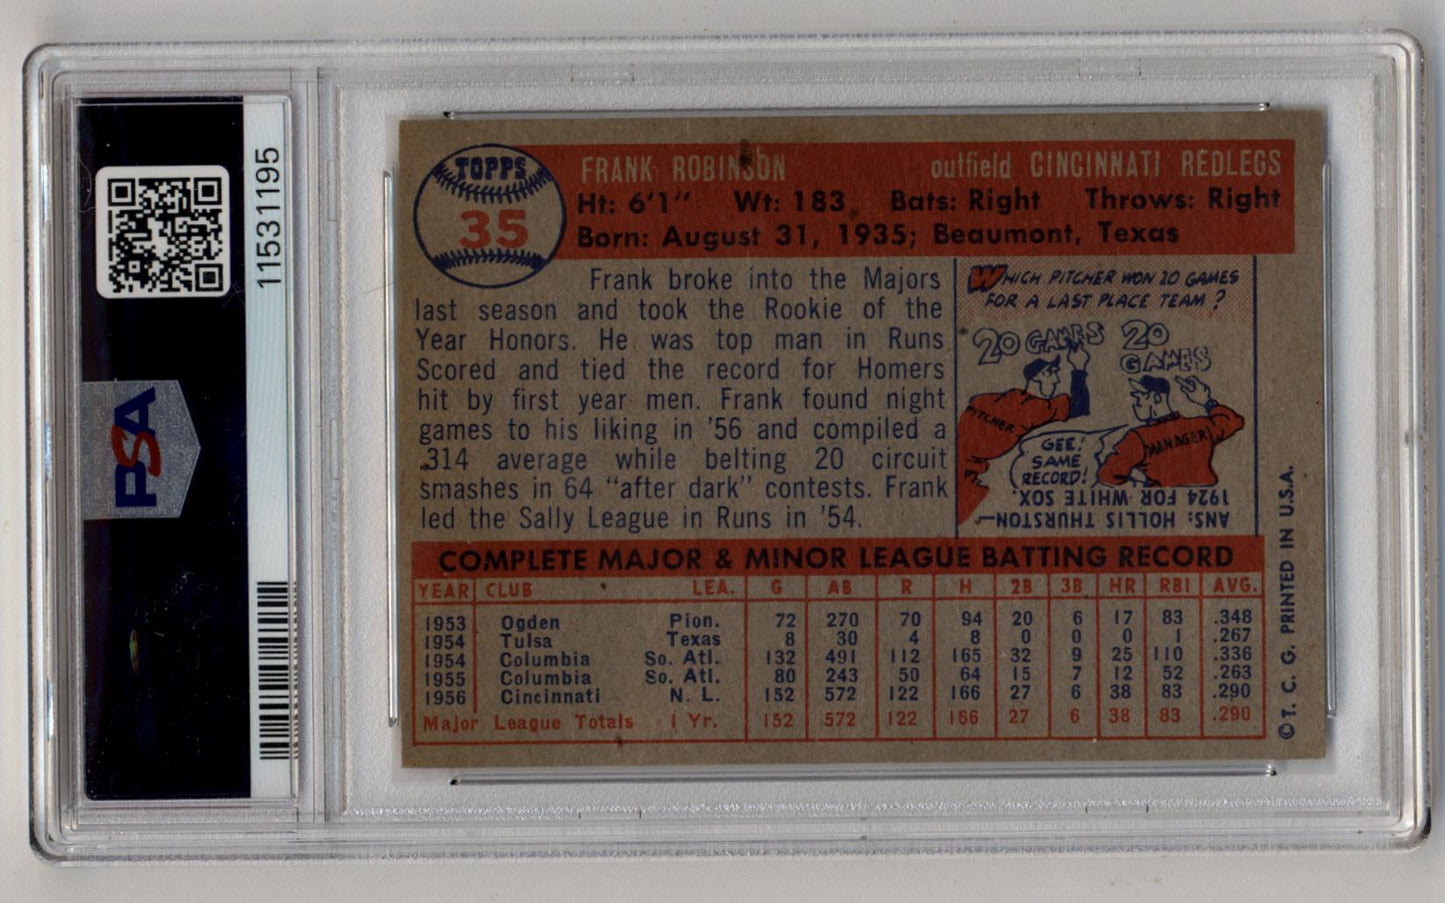 115311195
PSA
TOPPS
35
FRANK ROBINSON outfield CINCINNATI REDLEGS
Ht: 6'1" Wt: 183 Bats: Right Throws: Right
Born: August 31, 1935; Beaumont, Texas
Frank broke into the Majors
last season and took the Rookie of the
Year Honors. He was top man in Runs
Scored and tied the record for Homers
hit by first year men. Frank found night
games to his liking in '56 and compiled a
.314 average while belting 20 circuit
smashes in 64 "after dark" contests. Frank
led the Sally League in Runs in '54.
WHICH PITCHER WON 20 GAMES
FOR A LAST PLACE TEAM?
20 GAMES
20 GAMES
PITCHER
MANAGER
GEE!
SAME
RECORD!
ANS: HOLLIS THURSTON—
1924 FOR WHITE SOX.
COMPLETE MAJOR & MINOR LEAGUE BATTING RECORD
YEAR CLUB LEA. G AB R H 2B 3B HR RBI AVG.
1953 Ogden Pion. 72 270 70 94 20 6 17 83 .348
1954 Tulsa Texas 8 30 4 8 0 0 0 1 .267
1954 Columbia So. Atl. 132 491 112 165 32 9 25 110 .336
1955 Columbia So. Atl. 80 243 50 64 15 7 12 52 .263
1956 Cincinnati N. L. 152 572 122 166 27 6 38 83 .290
Major League Totals 1 Yr. 152 572 122 166 27 6 38 83 .290
© T. C. G. PRINTED IN U.S.A.